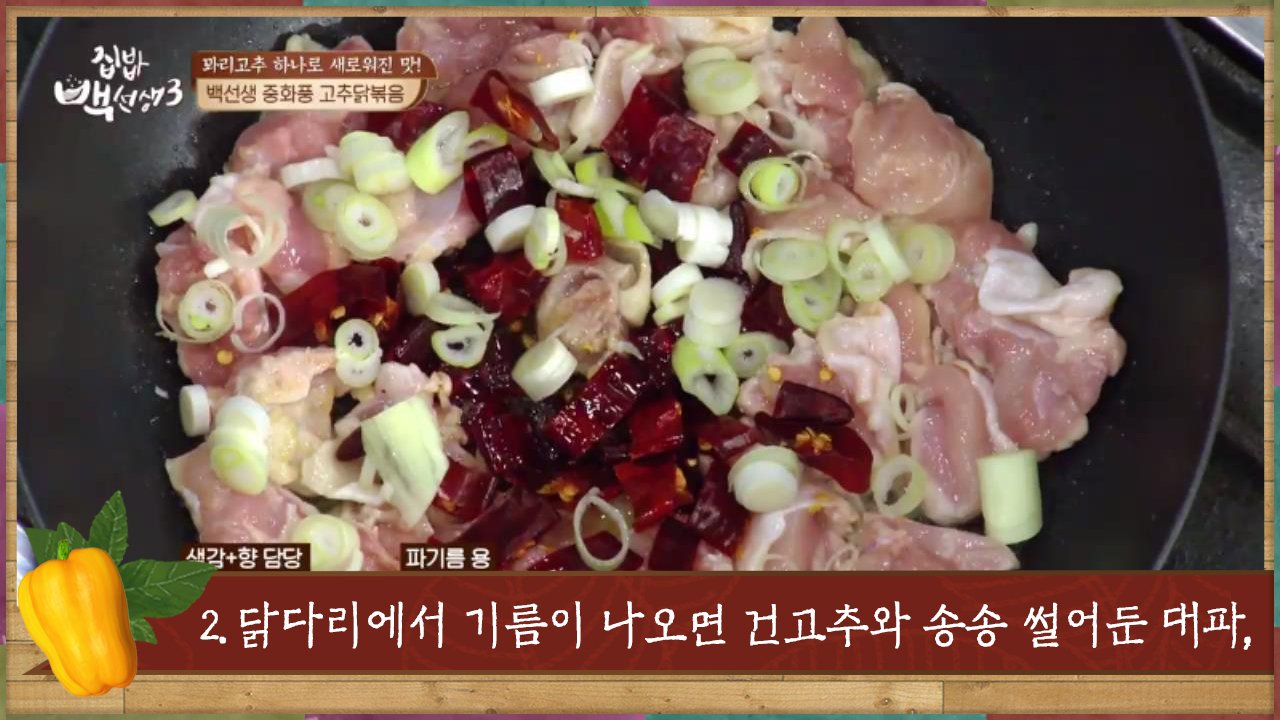 집밥
백선생3
꽈리고추 하나로 새로워진 맛!
백선생 중화풍 고추닭볶음
색감+향 담당
파기름 용
2. 닭다리에서 기름이 나오면 건고추와 송송 썰어둔 대파,